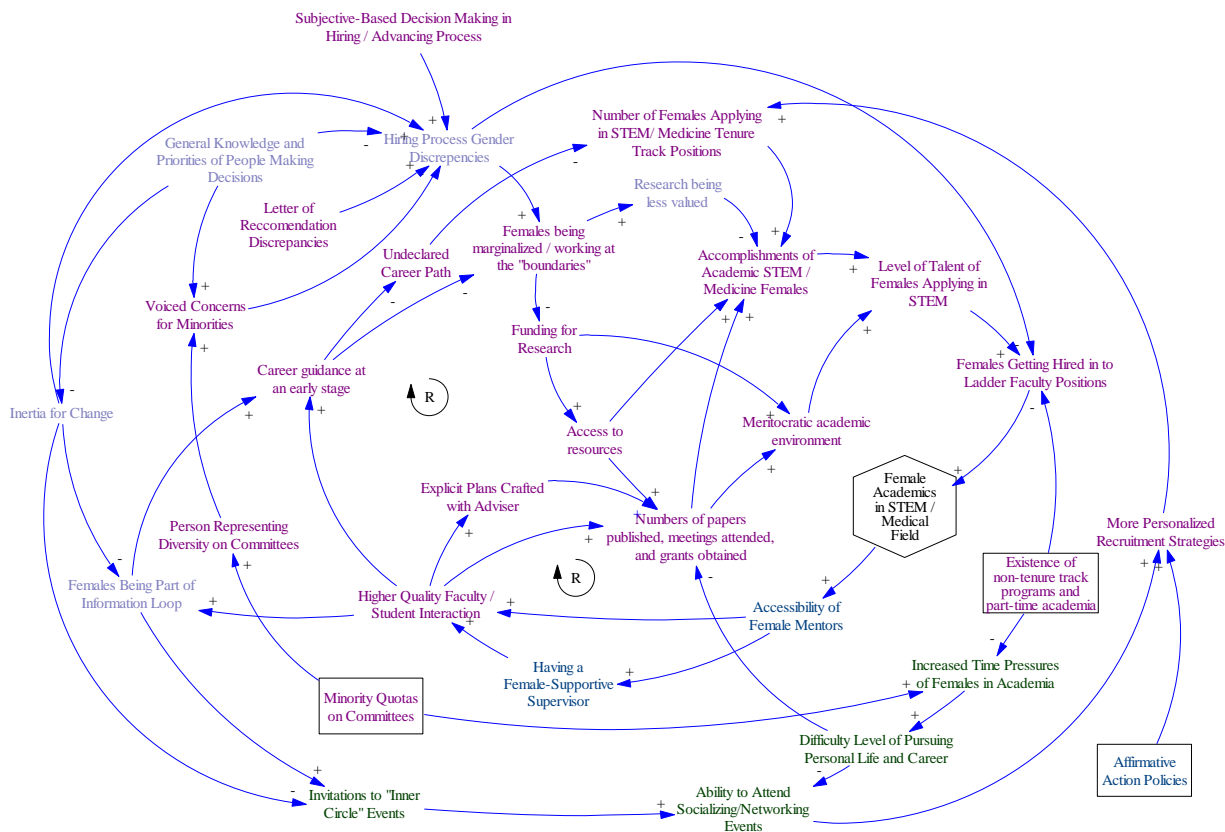 Subjective-Based Decision Making in
Hiring / Advancing Process
General Knowledge and
Priorities of People Making
Decisions
Hiring Process Gender
Discrepencies
Number of Females Applying
in STEM/ Medicine Tenure
Track Positions
Research being
less valued
Letter of
Reccomendation
Discrepancies
Undeclared
Career Path
Females being
marginalized / working at
the "boundaries"
Accomplishments of
Academic STEM /
Medicine Females
Level of Talent of
Females Applying in
STEM
Voiced Concerns
for Minorities
Funding for
Research
Females Getting Hired in to
Ladder Faculty Positions
Career guidance at
an early stage
R
Inertia for Change
Access to
resources
Meritocratic academic
environment
Explicit Plans Crafted
with Adviser
Female
Academics
in STEM /
Medical
Field
Person Representing
Diversity on Committees
Numbers of papers
published, meetings attended,
and grants obtained
More Personalized
Recruitment Strategies
Existence of
non-tenure track
programs and
part-time academia
R
Females Being Part of
Information Loop
Higher Quality Faculty /
Student Interaction
Accessibility of
Female Mentors
Having a
Female-Supportive
Supervisor
Increased Time Pressures
of Females in Academia
Minority Quotas
on Committees
Difficulty Level of Pursuing
Personal Life and Career
Affirmative
Action Policies
Invitations to "Inner
Circle" Events
Ability to Attend
Socializing/Networking
Events